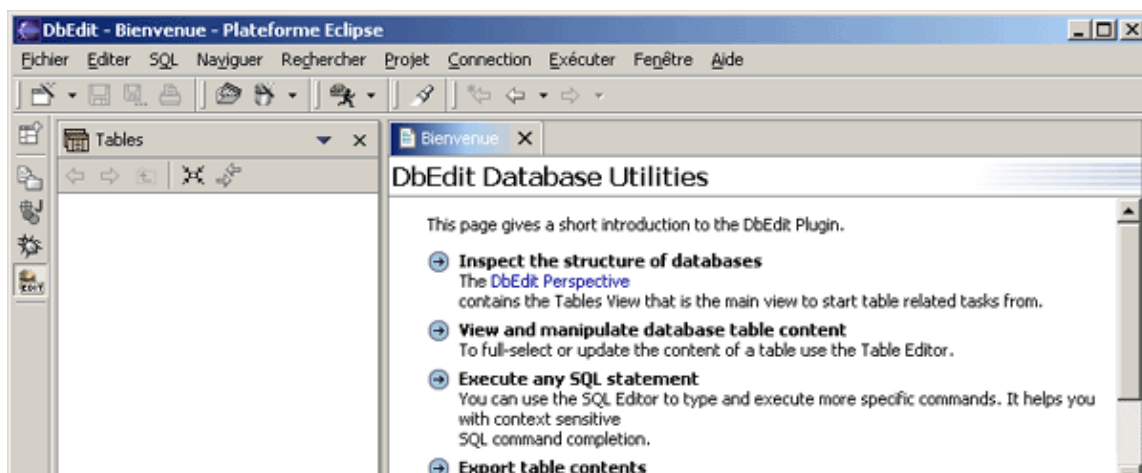 DbEdit - Bienvenue - Plateforme Eclipse
Fichier Editer SQL Naviguer Rechercher Projet Connection Exécuter Fenêtre Aide
Tables
Bienvenue
DbEdit Database Utilities
This page gives a short introduction to the DbEdit Plugin.
Inspect the structure of databases
The DbEdit Perspective
contains the Tables View that is the main view to start table related tasks from.
View and manipulate database table content
To full-select or update the content of a table use the Table Editor.
Execute any SQL statement
You can use the SQL Editor to type and execute more specific commands. It helps you
with context sensitive
SQL command completion.
EDIT
Export table contents